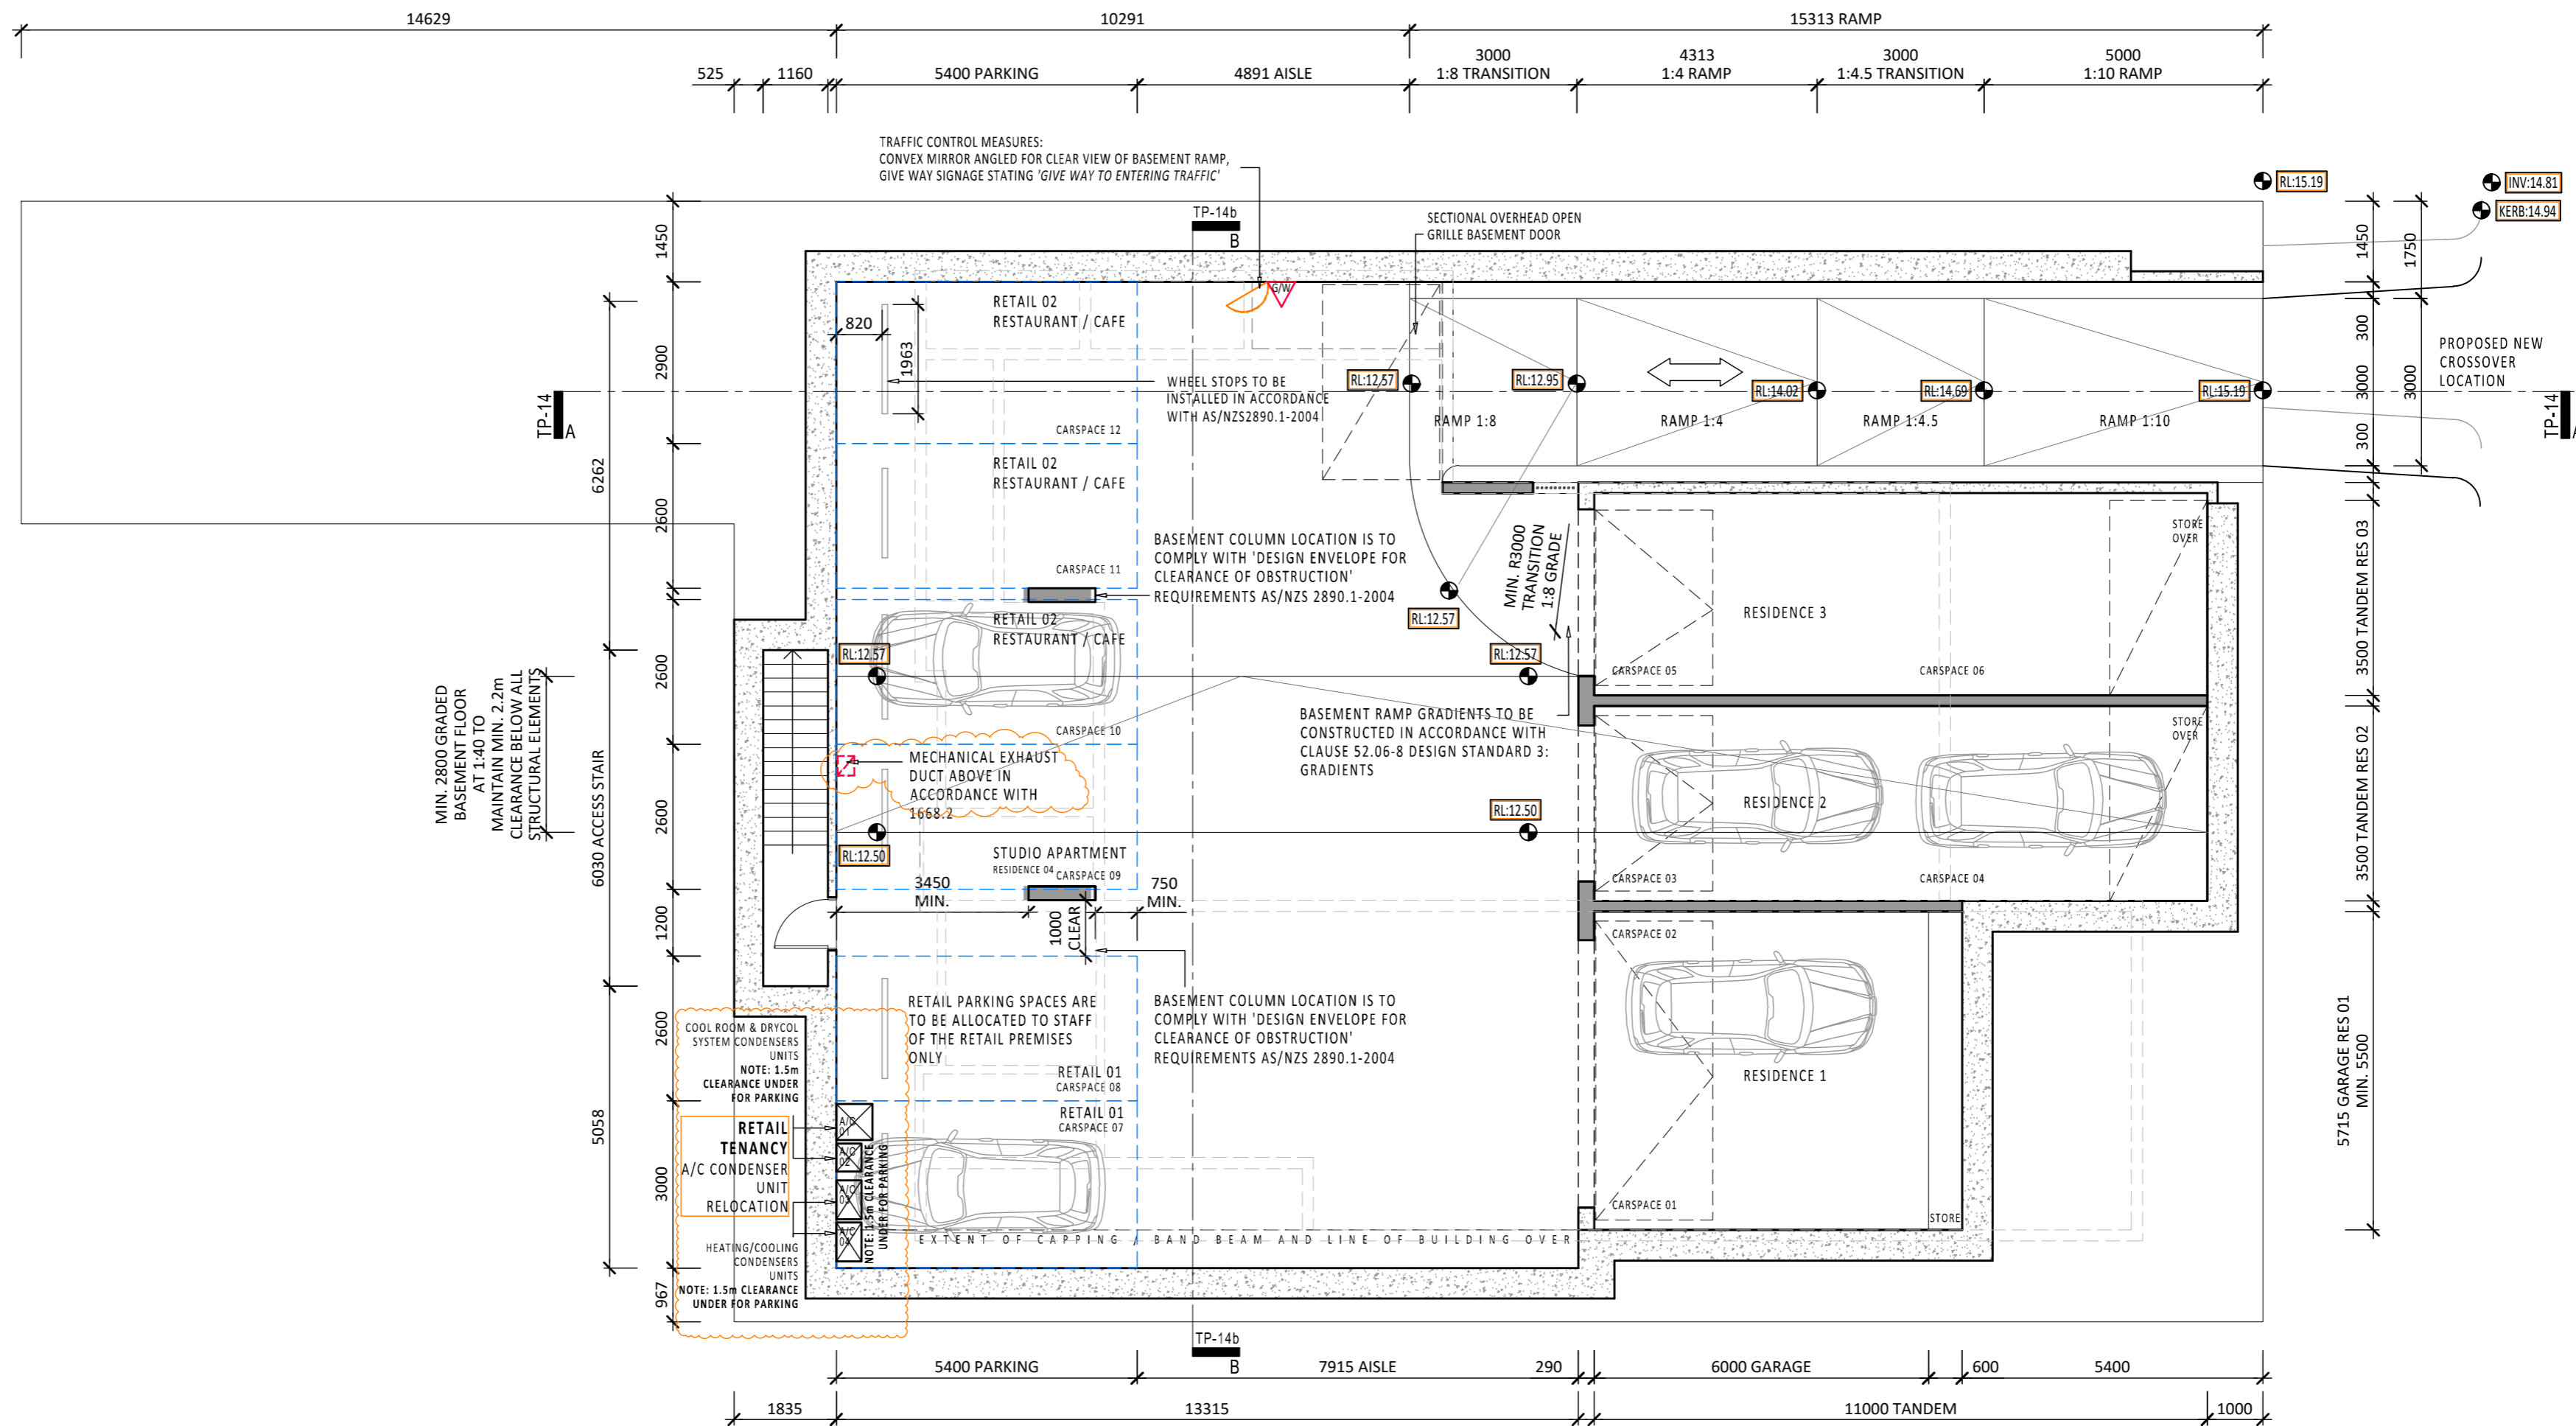 14629
10291
15313 RAMP
525
1160
5400 PARKING
4891 AISLE
3000
1:8 TRANSITION
4313
1:4 RAMP
3000
1:4.5 TRANSITION
5000
1:10 RAMP
TRAFFIC CONTROL MEASURES:
CONVEX MIRROR ANGLED FOR CLEAR VIEW OF BASEMENT RAMP,
GIVE WAY SIGNAGE STATING 'GIVE WAY TO ENTERING TRAFFIC'
TP-14b
B
SECTIONAL OVERHEAD OPEN
GRILLE BASEMENT DOOR
RL:15.19
INV:14.81
KERB:14.94
1450
1450
1750
G/W
RETAIL 02
RESTAURANT / CAFE
820
1963
2900
WHEEL STOPS TO BE
INSTALLED IN ACCORDANCE
WITH AS/NZS2890.1-2004
CARSPACE 12
RL:12.57
RL:12.95
RL:14.02
RL:14.69
RL:15.19
RAMP 1:8
RAMP 1:4
RAMP 1:4.5
RAMP 1:10
300
3000
3000
300
PROPOSED NEW
CROSSOVER
LOCATION
TP-14
A
TP-14
6262
RETAIL 02
RESTAURANT / CAFE
2600
CARSPACE 11
BASEMENT COLUMN LOCATION IS TO
COMPLY WITH 'DESIGN ENVELOPE FOR
CLEARANCE OF OBSTRUCTION'
REQUIREMENTS AS/NZS 2890.1-2004
MIN. R3000
TRANSITION
1:8 GRADE
RL:12.57
STORE
OVER
RESIDENCE 3
3500 TANDEM RES 03
RETAIL 02
RESTAURANT / CAFE
RL:12.57
RL:12.57
CARSPACE 05
CARSPACE 06
2600
CARSPACE 10
MIN. 2800 GRADED
BASEMENT FLOOR
AT 1:40 TO
MAINTAIN MIN. 2.2m
CLEARANCE BELOW ALL
STRUCTURAL ELEMENTS
6030 ACCESS STAIR
MECHANICAL EXHAUST
DUCT ABOVE IN
ACCORDANCE WITH
1668.2
BASEMENT RAMP GRADIENTS TO BE
CONSTRUCTED IN ACCORDANCE WITH
CLAUSE 52.06-8 DESIGN STANDARD 3:
GRADIENTS
STORE
OVER
RESIDENCE 2
3500 TANDEM RES 02
2600
RL:12.50
RL:12.50
STUDIO APARTMENT
RESIDENCE 04
CARSPACE 09
CARSPACE 03
CARSPACE 04
3450
MIN.
750
MIN.
1000
CLEAR
1200
CARSPACE 02
RETAIL PARKING SPACES ARE
TO BE ALLOCATED TO STAFF
OF THE RETAIL PREMISES
ONLY
BASEMENT COLUMN LOCATION IS TO
COMPLY WITH 'DESIGN ENVELOPE FOR
CLEARANCE OF OBSTRUCTION'
REQUIREMENTS AS/NZS 2890.1-2004
2600
COOL ROOM & DRYCOL
SYSTEM CONDENSERS
UNITS
NOTE: 1.5m
CLEARANCE UNDER
FOR PARKING
RETAIL 01
CARSPACE 08
RESIDENCE 1
5715 GARAGE RES 01
MIN. 5500
5058
RETAIL 01
CARSPACE 07
A/C
01
A/C
02
A/C
03
A/C
04
RETAIL
TENANCY
A/C CONDENSER
UNIT
RELOCATION
NOTE: 1.5m CLEARANCE
UNDER FOR PARKING
3000
CARSPACE 01
STORE
EXTENT OF CAPPING / BAND BEAM AND LINE OF BUILDING OVER
HEATING/COOLING
CONDENSERS
UNITS
NOTE: 1.5m CLEARANCE
UNDER FOR PARKING
967
TP-14b
B
5400 PARKING
7915 AISLE
290
6000 GARAGE
600
5400
1835
13315
11000 TANDEM
1000